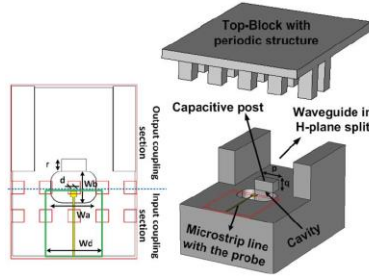 Top-Block with
periodic structure
Capacitive post
Waveguide in
H-plane split
Output coupling
section
Input coupling
section
r
d
Wb
Wa
Wd
p
q
Microstrip line
with the probe
Cavity